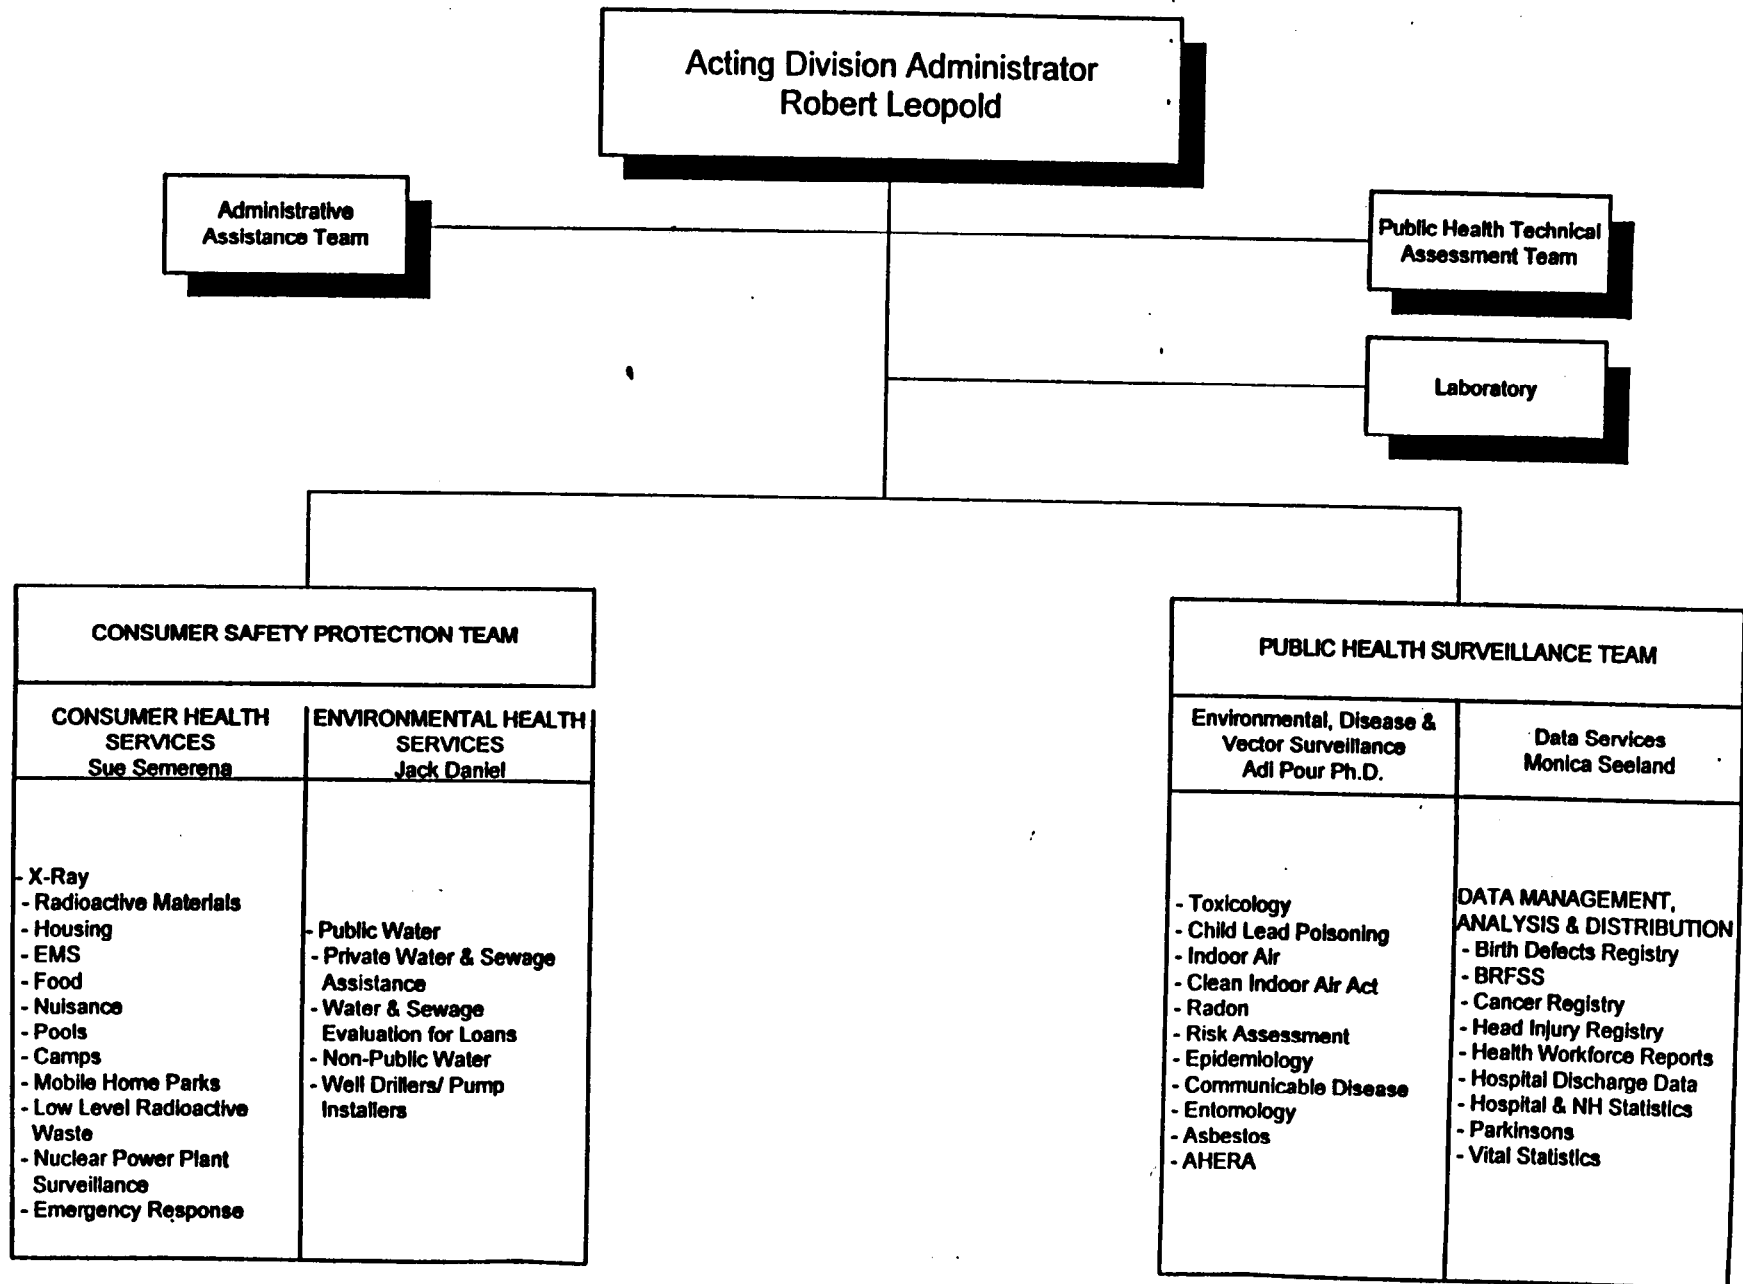 Acting Division Administrator
Robert Leopold
Administrative
Assistance Team
Public Health Technical
Assessment Team
Laboratory
CONSUMER SAFETY PROTECTION TEAM
CONSUMER HEALTH
SERVICES
Sue Semerena
ENVIRONMENTAL HEALTH
SERVICES
Jack Daniel
- X-Ray
- Radioactive Materials
- Housing
- EMS
- Food
- Nuisance
- Pools
- Camps
- Mobile Home Parks
- Low Level Radioactive
Waste
- Nuclear Power Plant
Surveillance
- Emergency Response
- Public Water
- Private Water & Sewage
Assistance
- Water & Sewage
Evaluation for Loans
- Non-Public Water
- Well Drillers/ Pump
Installers
PUBLIC HEALTH SURVEILLANCE TEAM
Environmental, Disease &
Vector Surveillance
Adi Pour Ph.D.
Data Services
Monica Seeland
- Toxicology
- Child Lead Poisoning
- Indoor Air
- Clean Indoor Air Act
- Radon
- Risk Assessment
- Epidemiology
- Communicable Disease
- Entomology
- Asbestos
- AHERA
DATA MANAGEMENT,
ANALYSIS & DISTRIBUTION
- Birth Defects Registry
- BRFSS
- Cancer Registry
- Head Injury Registry
- Health Workforce Reports
- Hospital Discharge Data
- Hospital & NH Statistics
- Parkinsons
- Vital Statistics